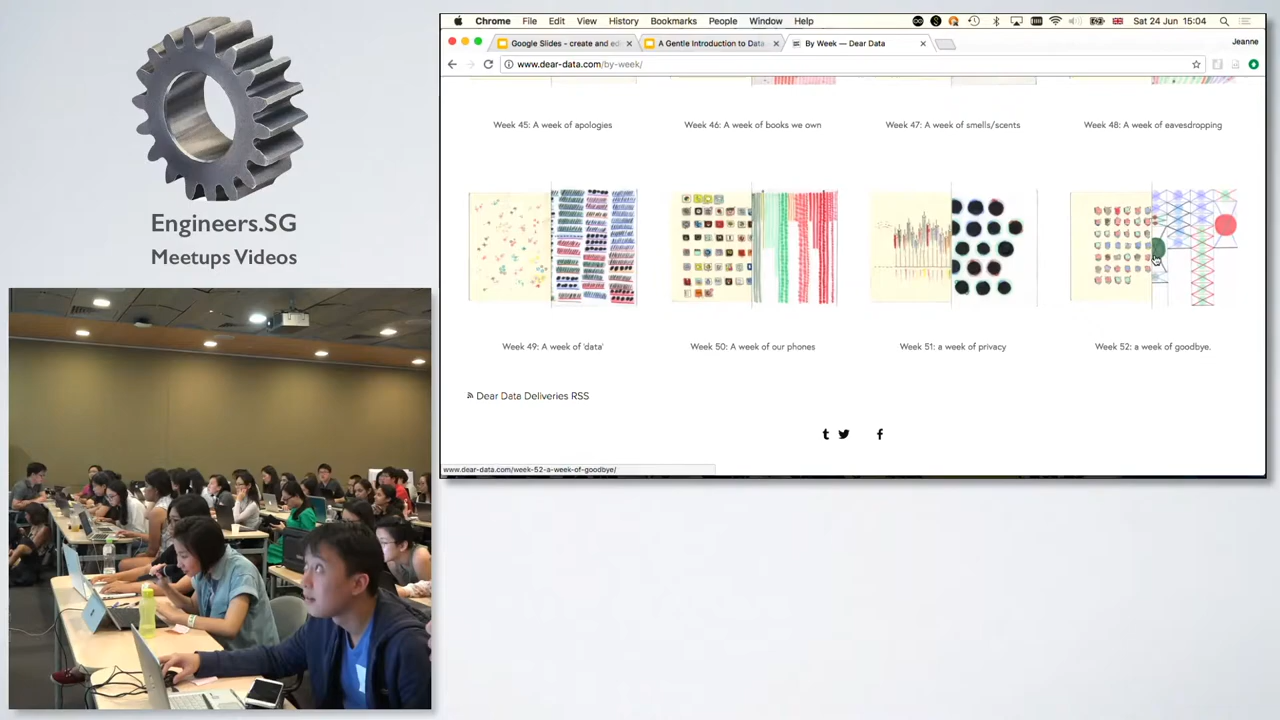 Engineers.SG
Meetups Videos
Chrome File Edit View History Bookmarks People Window Help
Sat 24 Jun 15:04
Google Slides - create and edi
A Gentle Introduction to Data
By Week — Dear Data
Jeanne
www.dear-data.com/by-week/
Week 45: A week of apologies
Week 46: A week of books we own
Week 47: A week of smells/scents
Week 48: A week of eavesdropping
Week 49: A week of 'data'
Week 50: A week of our phones
Week 51: a week of privacy
Week 52: a week of goodbye.
Dear Data Deliveries RSS
www.dear-data.com/week-52-a-week-of-goodbye/